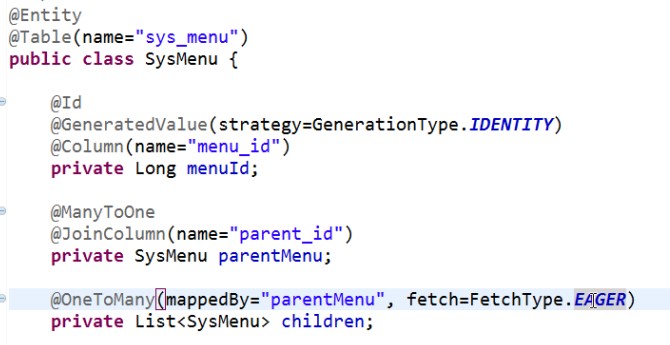 @Entity
@Table(name="sys_menu")
public class SysMenu {
@Id
@GeneratedValue(strategy=GenerationType.IDENTITY)
@Column(name="menu_id")
private Long menuId;
@ManyToOne
@JoinColumn(name="parent_id")
private SysMenu parentMenu;
@OneToMany(mappedBy="parentMenu", fetch=FetchType.EAGER)
private List<SysMenu> children;